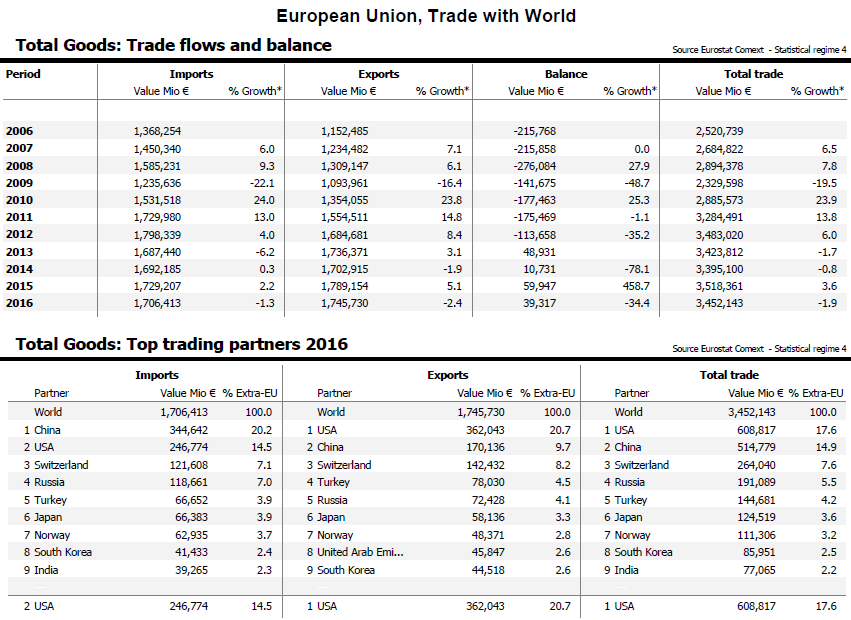 European Union, Trade with World
Total Goods: Trade flows and balance
Source Eurostat Comext - Statistical regime 4
Period Imports Exports Balance Total trade
Value Mio € % Growth* Value Mio € % Growth* Value Mio € % Growth* Value Mio € % Growth*
2006 1,368,254 1,152,485 -215,768 2,520,739
2007 1,450,340 6.0 1,234,482 7.1 -215,858 0.0 2,684,822 6.5
2008 1,585,231 9.3 1,309,147 6.1 -276,084 27.9 2,894,378 7.8
2009 1,235,636 -22.1 1,093,961 -16.4 -141,675 -48.7 2,329,598 -19.5
2010 1,531,518 24.0 1,354,055 23.8 -177,463 25.3 2,885,573 23.9
2011 1,729,980 13.0 1,554,511 14.8 -175,469 -1.1 3,284,491 13.8
2012 1,798,339 4.0 1,684,681 8.4 -113,658 -35.2 3,483,020 6.0
2013 1,687,440 -6.2 1,736,371 3.1 48,931 3,423,812 -1.7
2014 1,692,185 0.3 1,702,915 -1.9 10,731 -78.1 3,395,100 -0.8
2015 1,729,207 2.2 1,789,154 5.1 59,947 458.7 3,518,361 3.6
2016 1,706,413 -1.3 1,745,730 -2.4 39,317 -34.4 3,452,143 -1.9
Total Goods: Top trading partners 2016
Source Eurostat Comext - Statistical regime 4
Imports Exports Total trade
Partner Value Mio € % Extra-EU Partner Value Mio € % Extra-EU Partner Value Mio € % Extra-EU
World 1,706,413 100.0 World 1,745,730 100.0 World 3,452,143 100.0
1 China 344,642 20.2 1 USA 362,043 20.7 1 USA 608,817 17.6
2 USA 246,774 14.5 2 China 170,136 9.7 2 China 514,779 14.9
3 Switzerland 121,608 7.1 3 Switzerland 142,432 8.2 3 Switzerland 264,040 7.6
4 Russia 118,661 7.0 4 Turkey 78,030 4.5 4 Russia 191,089 5.5
5 Turkey 66,652 3.9 5 Russia 72,428 4.1 5 Turkey 144,681 4.2
6 Japan 66,383 3.9 6 Japan 58,136 3.3 6 Japan 124,519 3.6
7 Norway 62,935 3.7 7 Norway 48,371 2.8 7 Norway 111,306 3.2
8 South Korea 41,433 2.4 8 United Arab Emi... 45,847 2.6 8 South Korea 85,951 2.5
9 India 39,265 2.3 9 South Korea 44,518 2.6 9 India 77,065 2.2
2 USA 246,774 14.5 1 USA 362,043 20.7 1 USA 608,817 17.6